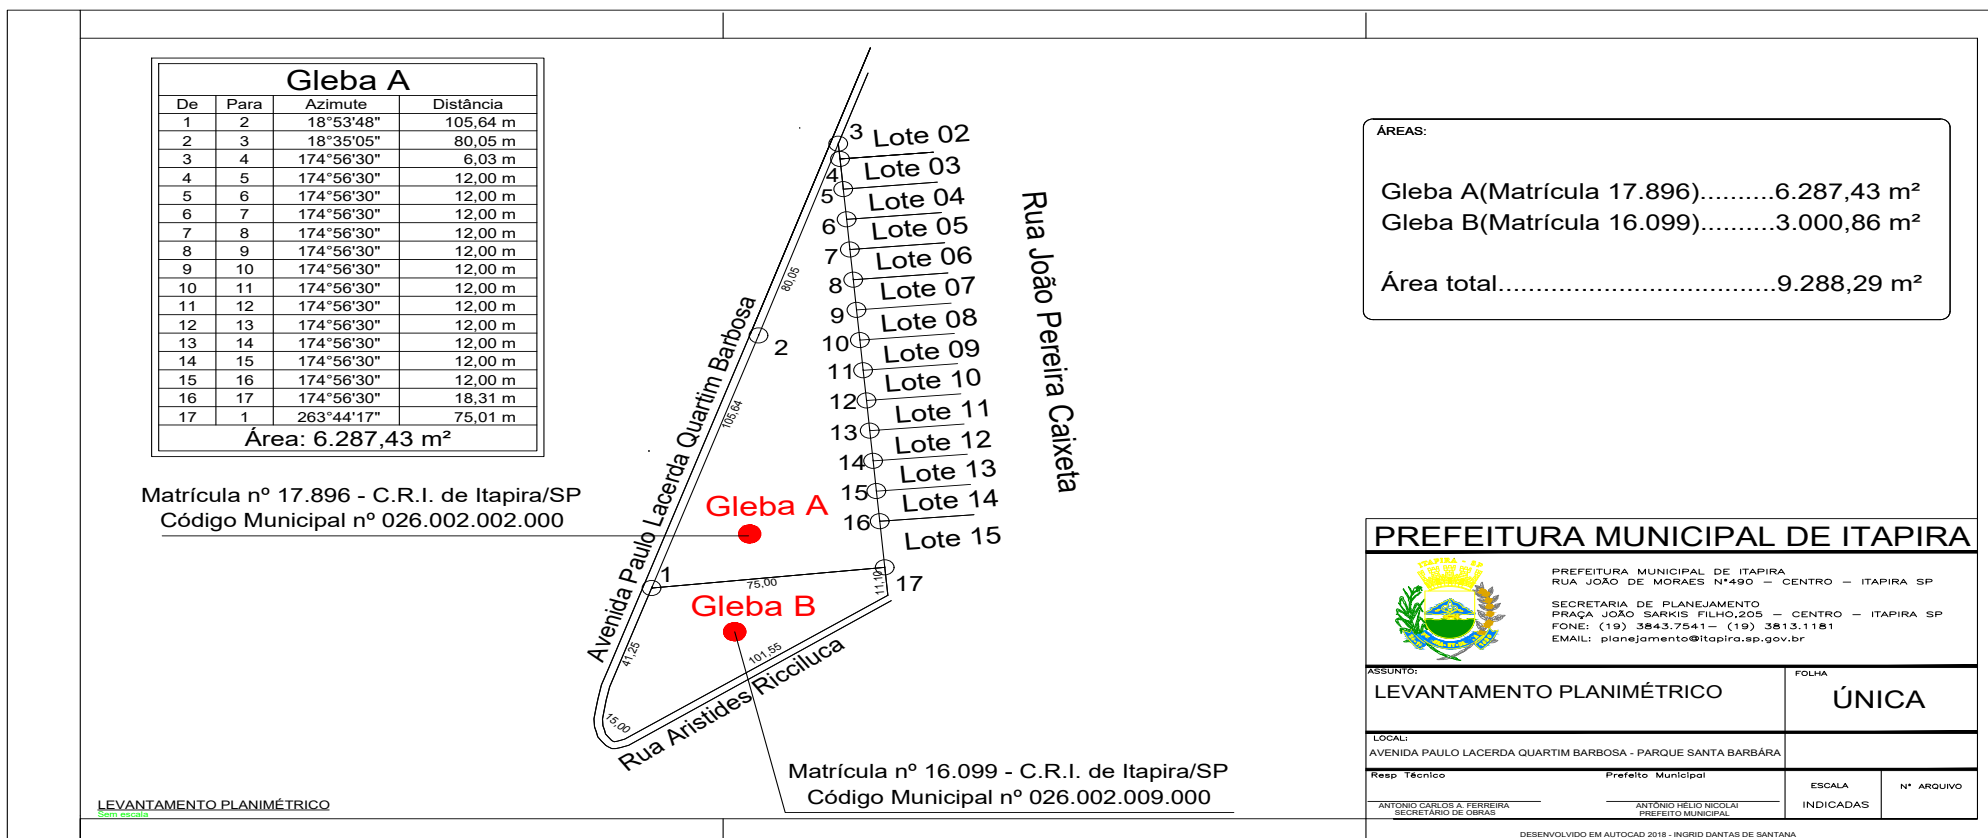 Gleba A
De Para Azimute Distância
1 2 18°53'48" 105,64 m
2 3 18°35'05" 80,05 m
3 4 174°56'30" 6,03 m
4 5 174°56'30" 12,00 m
5 6 174°56'30" 12,00 m
6 7 174°56'30" 12,00 m
7 8 174°56'30" 12,00 m
8 9 174°56'30" 12,00 m
9 10 174°56'30" 12,00 m
10 11 174°56'30" 12,00 m
11 12 174°56'30" 12,00 m
12 13 174°56'30" 12,00 m
13 14 174°56'30" 12,00 m
14 15 174°56'30" 12,00 m
15 16 174°56'30" 12,00 m
16 17 174°56'30" 18,31 m
17 1 263°44'17" 75,01 m
Área: 6.287,43 m²
Matrícula nº 17.896 - C.R.I. de Itapira/SP
Código Municipal nº 026.002.002.000
3
Lote 02
4
Lote 03
5
Lote 04
6
Lote 05
7
Lote 06
8
Lote 07
9
Lote 08
10
Lote 09
11
Lote 10
12
Lote 11
13
Lote 12
14
Lote 13
15
Lote 14
16
Lote 15
17
2
1
80,05
105,64
75,00
11,10
41,25
101,55
15,00
Avenida Paulo Lacerda Quartim Barbosa
Rua João Pereira Caixeta
Rua Aristides Ricciluca
Gleba A
Gleba B
Matrícula nº 16.099 - C.R.I. de Itapira/SP
Código Municipal nº 026.002.009.000
LEVANTAMENTO PLANIMÉTRICO
Sem escala
ÁREAS:
Gleba A(Matrícula 17.896)..........6.287,43 m²
Gleba B(Matrícula 16.099)..........3.000,86 m²
Área total.....................................9.288,29 m²
PREFEITURA MUNICIPAL DE ITAPIRA
ITAPIRA - SP
PREFEITURA MUNICIPAL DE ITAPIRA
RUA JOÃO DE MORAES N°490 – CENTRO – ITAPIRA SP
SECRETARIA DE PLANEJAMENTO
PRAÇA JOÃO SARKIS FILHO,205 – CENTRO – ITAPIRA SP
FONE: (19) 3843.7541– (19) 3813.1181
EMAIL: planejamento@itapira.sp.gov.br
ASSUNTO:
LEVANTAMENTO PLANIMÉTRICO
FOLHA
ÚNICA
LOCAL:
AVENIDA PAULO LACERDA QUARTIM BARBOSA - PARQUE SANTA BARBÁRA
Resp Técnico
Prefeito Municipal
ANTONIO CARLOS A. FERREIRA
SECRETÁRIO DE OBRAS
ANTÔNIO HÉLIO NICOLAI
PREFEITO MUNICIPAL
ESCALA
INDICADAS
N° ARQUIVO
DESENVOLVIDO EM AUTOCAD 2018 - INGRID DANTAS DE SANTANA